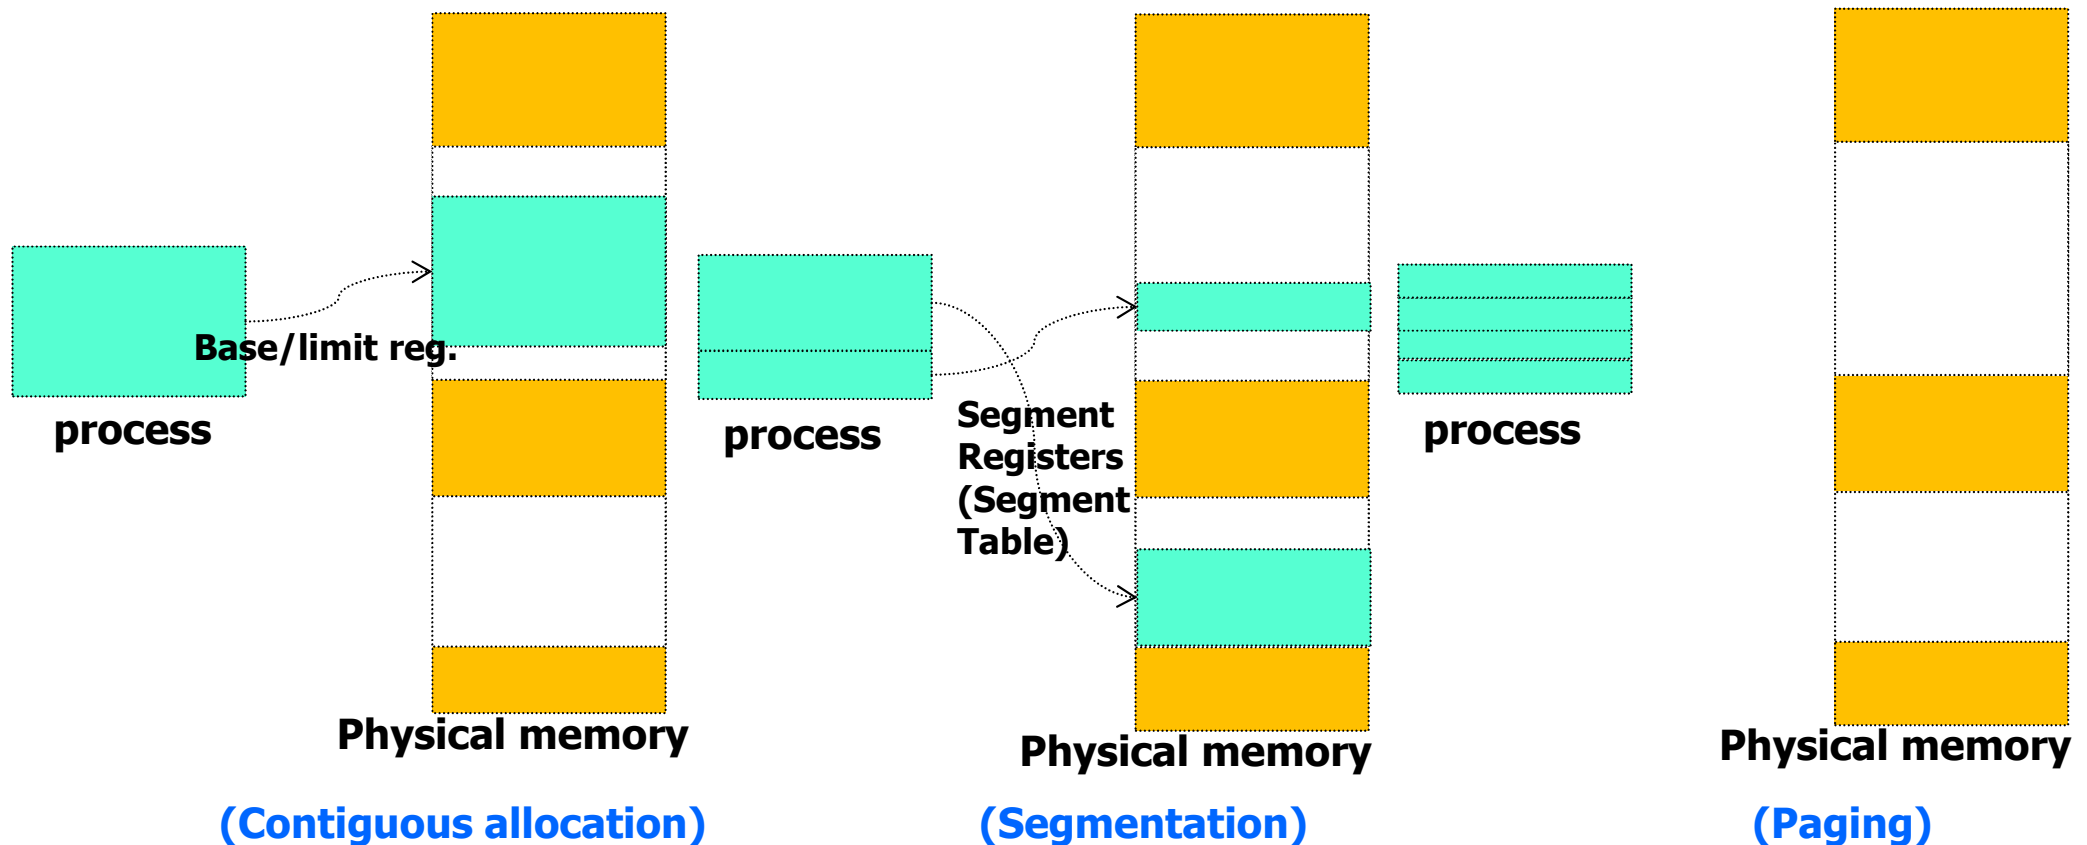 Base/limit reg.
process
Physical memory
(Contiguous allocation)
process
Segment
Registers
(Segment
Table)
Physical memory
(Segmentation)
process
Physical memory
(Paging)